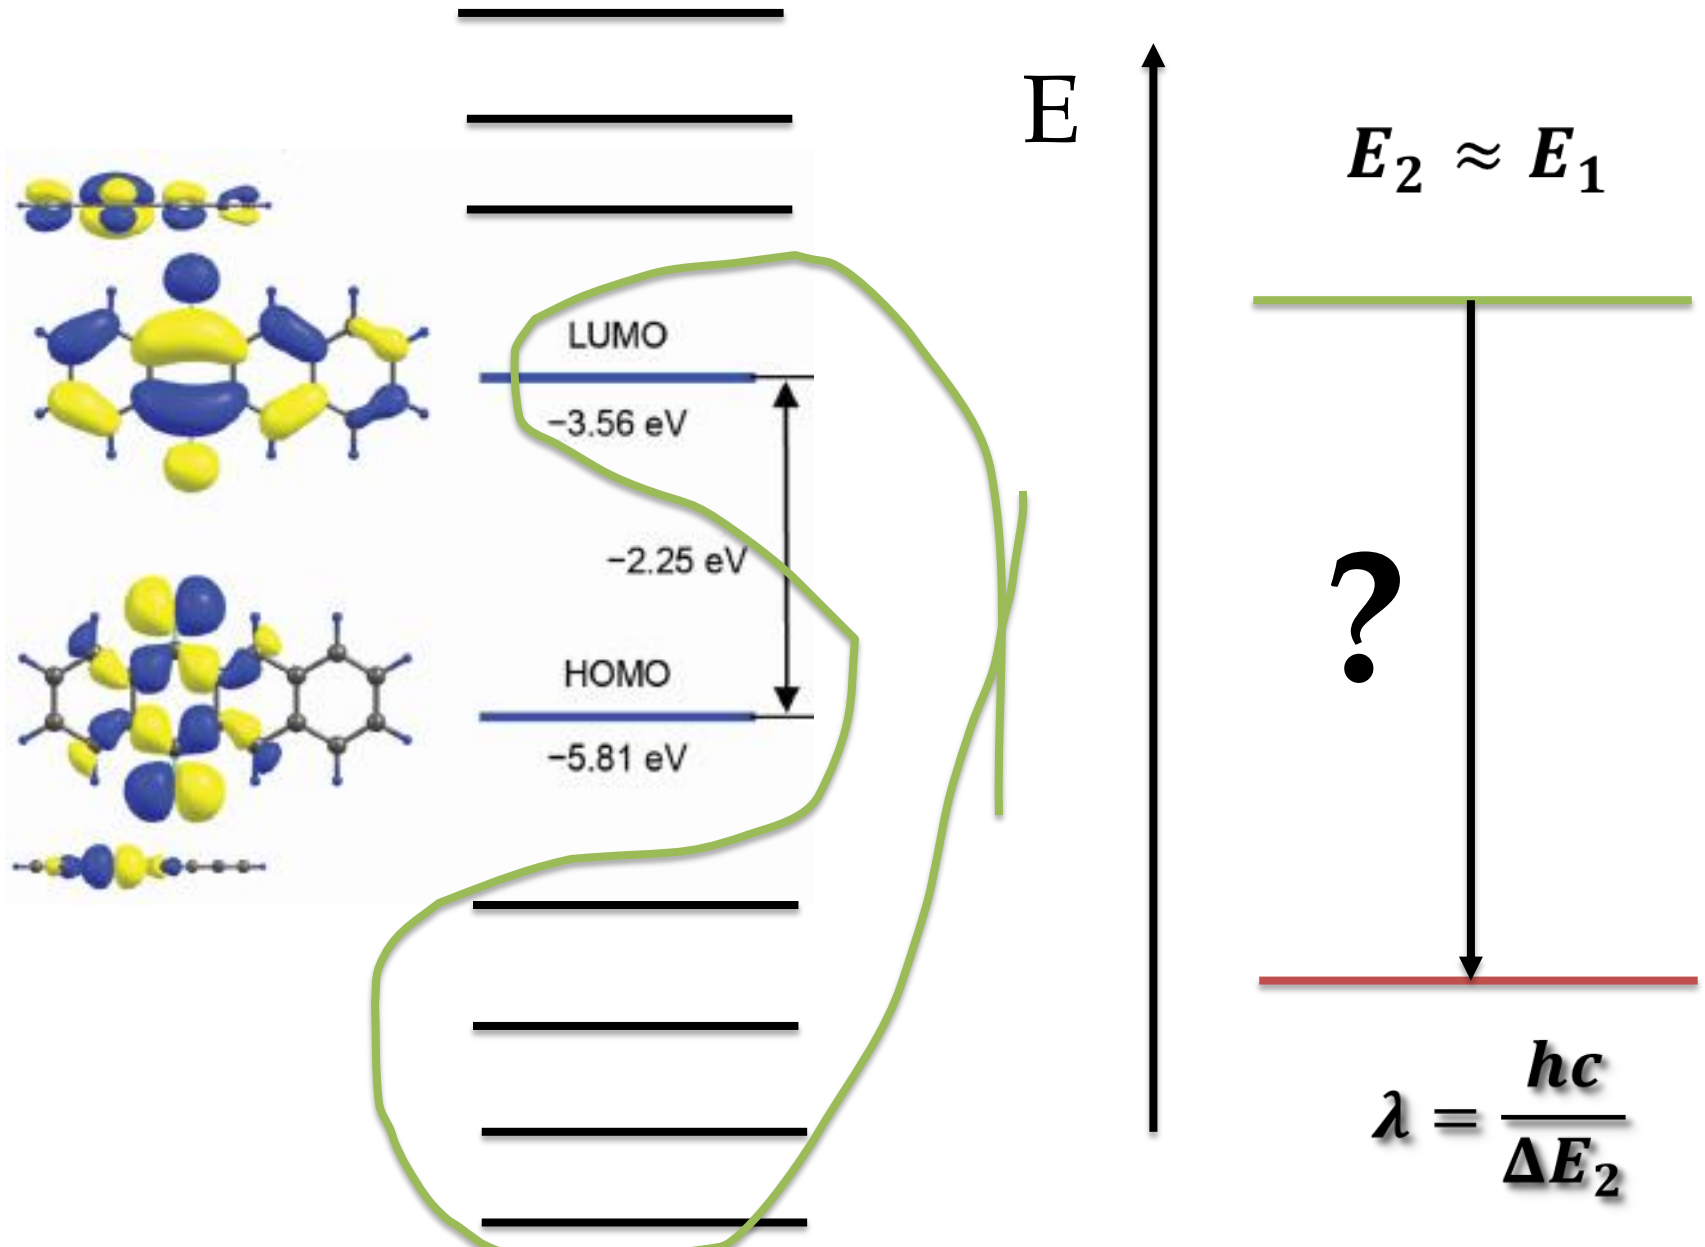 LUMO
−3.56 eV
−2.25 eV
HOMO
−5.81 eV
E
E₂ ≈ E₁
?
λ = hc / ΔE₂